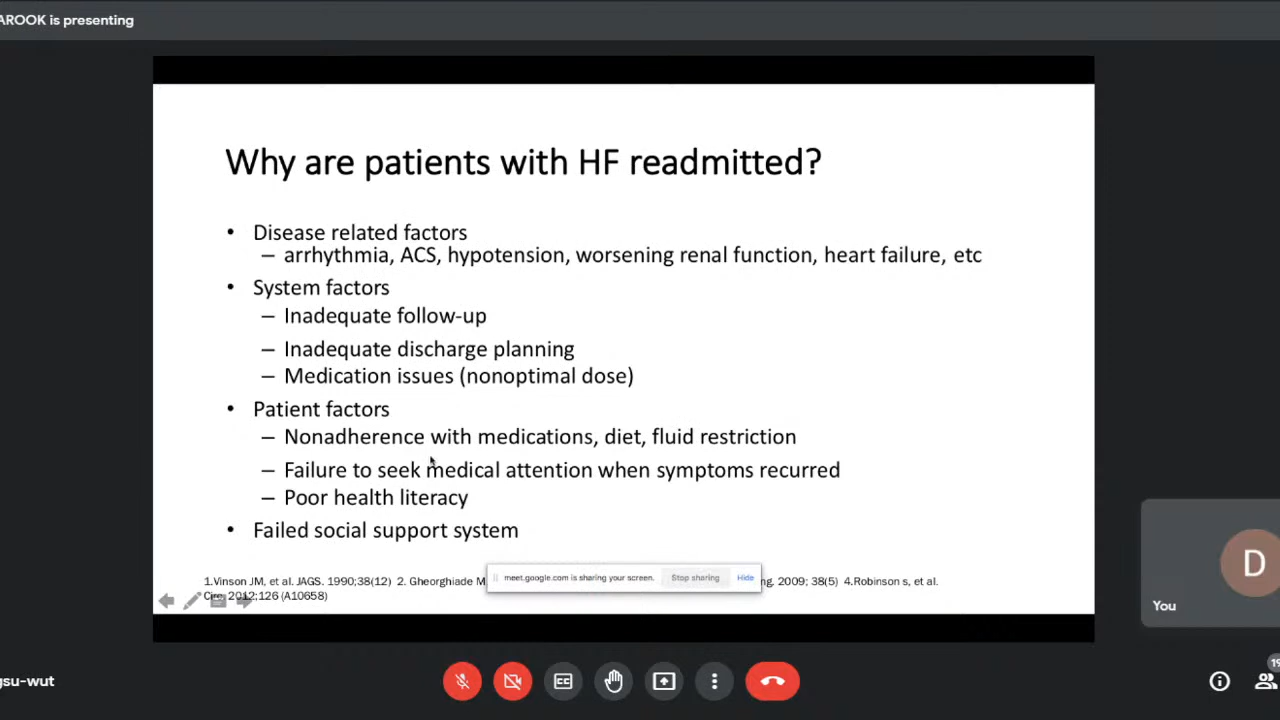 AROOK is presenting
Why are patients with HF readmitted?
• Disease related factors
– arrhythmia, ACS, hypotension, worsening renal function, heart failure, etc
• System factors
– Inadequate follow-up
– Inadequate discharge planning
– Medication issues (nonoptimal dose)
• Patient factors
– Nonadherence with medications, diet, fluid restriction
– Failure to seek medical attention when symptoms recurred
– Poor health literacy
• Failed social support system
1.Vinson JM, et al. JAGS. 1990;38(12) 2. Gheorghiade M
ng. 2009; 38(5) 4.Robinson s, et al.
Circ. 2012;126 (A10658)
meet.google.com is sharing your screen.
Stop sharing
Hide
D
You
gsu-wut
19